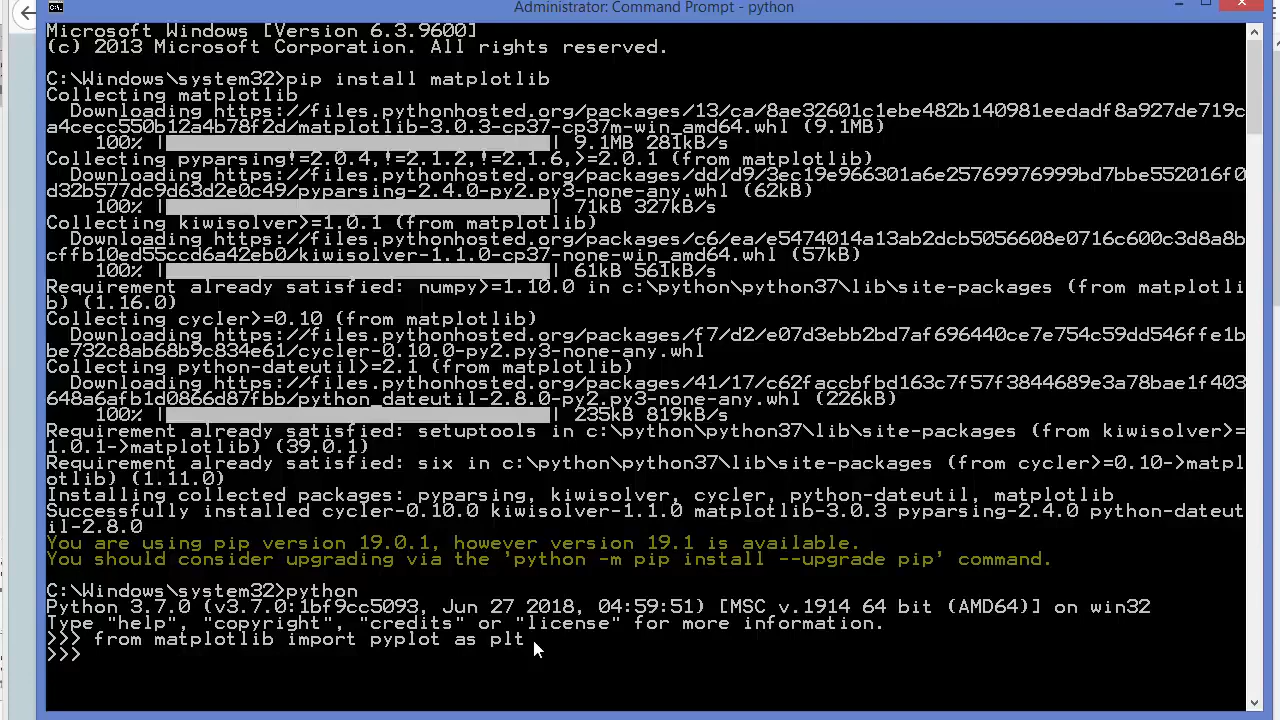 Administrator: Command Prompt - python
Microsoft Windows [Version 6.3.9600]
(c) 2013 Microsoft Corporation. All rights reserved.
C:\Windows\system32>pip install matplotlib
Collecting matplotlib
Downloading https://files.pythonhosted.org/packages/13/ca/8ae32601c1ebe482b140981eedadf8a927de719c
a4cecc550b12a4b78f2d/matplotlib-3.0.3-cp37-cp37m-win_amd64.whl (9.1MB)
100% | | 9.1MB 281kB/s
Collecting pyparsing!=2.0.4,!=2.1.2,!=2.1.6,>=2.0.1 (from matplotlib)
Downloading https://files.pythonhosted.org/packages/dd/d9/3ec19e966301a6e25769976999bd7bbe552016f0
d32b577dc9d63d2e0c49/pyparsing-2.4.0-py2.py3-none-any.whl (62kB)
100% | | 71kB 327kB/s
Collecting kiwisolver>=1.0.1 (from matplotlib)
Downloading https://files.pythonhosted.org/packages/c6/ea/e5474014a13ab2dcb5056608e0716c600c3d8a8b
cffb10ed55ccd6a42eb0/kiwisolver-1.1.0-cp37-none-win_amd64.whl (57kB)
100% | | 61kB 561kB/s
Requirement already satisfied: numpy>=1.10.0 in c:\python\python37\lib\site-packages (from matplotli
b) (1.16.0)
Collecting cycler>=0.10 (from matplotlib)
Downloading https://files.pythonhosted.org/packages/f7/d2/e07d3ebb2bd7af696440ce7e754c59dd546ffe1b
be732c8ab68b9c834e61/cycler-0.10.0-py2.py3-none-any.whl
Collecting python-dateutil>=2.1 (from matplotlib)
Downloading https://files.pythonhosted.org/packages/41/17/c62faccbfbd163c7f57f3844689e3a78bae1f403
648a6afb1d0866d87fbb/python_dateutil-2.8.0-py2.py3-none-any.whl (226kB)
100% | | 235kB 819kB/s
Requirement already satisfied: setuptools in c:\python\python37\lib\site-packages (from kiwisolver>=
1.0.1->matplotlib) (39.0.1)
Requirement already satisfied: six in c:\python\python37\lib\site-packages (from cycler>=0.10->matpl
otlib) (1.11.0)
Installing collected packages: pyparsing, kiwisolver, cycler, python-dateutil, matplotlib
Successfully installed cycler-0.10.0 kiwisolver-1.1.0 matplotlib-3.0.3 pyparsing-2.4.0 python-dateut
il-2.8.0
You are using pip version 19.0.1, however version 19.1 is available.
You should consider upgrading via the 'python -m pip install --upgrade pip' command.
C:\Windows\system32>python
Python 3.7.0 (v3.7.0:1bf9cc5093, Jun 27 2018, 04:59:51) [MSC v.1914 64 bit (AMD64)] on win32
Type "help", "copyright", "credits" or "license" for more information.
>>> from matplotlib import pyplot as plt
>>>